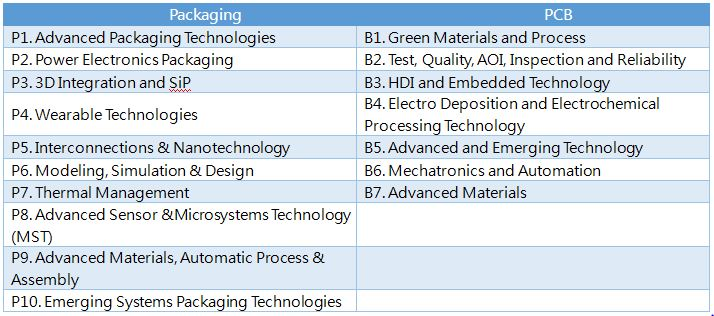 Packaging PCB
P1. Advanced Packaging Technologies B1. Green Materials and Process
P2. Power Electronics Packaging B2. Test, Quality, AOI, Inspection and Reliability
P3. 3D Integration and SiP B3. HDI and Embedded Technology
P4. Wearable Technologies B4. Electro Deposition and Electrochemical
Processing Technology
P5. Interconnections & Nanotechnology B5. Advanced and Emerging Technology
P6. Modeling, Simulation & Design B6. Mechatronics and Automation
P7. Thermal Management B7. Advanced Materials
P8. Advanced Sensor &Microsystems Technology
(MST)
P9. Advanced Materials, Automatic Process &
Assembly
P10. Emerging Systems Packaging Technologies